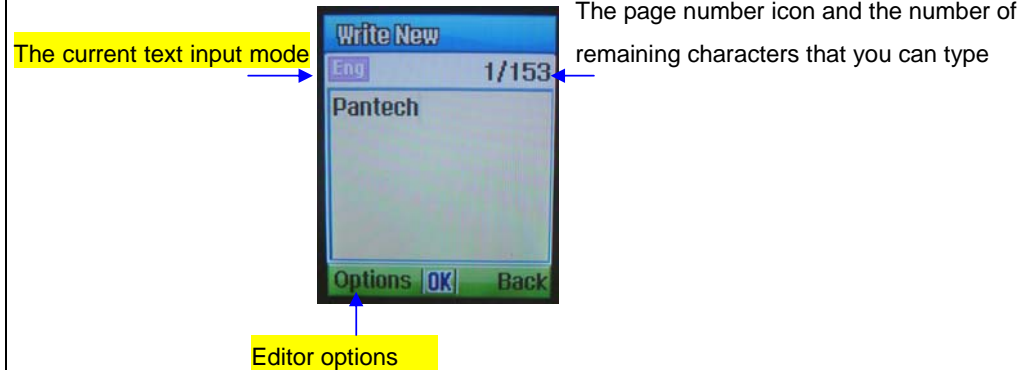 The page number icon and the number of
remaining characters that you can type
The current text input mode
Write New
Eng 1/153
Pantech
Options OK Back
Editor options